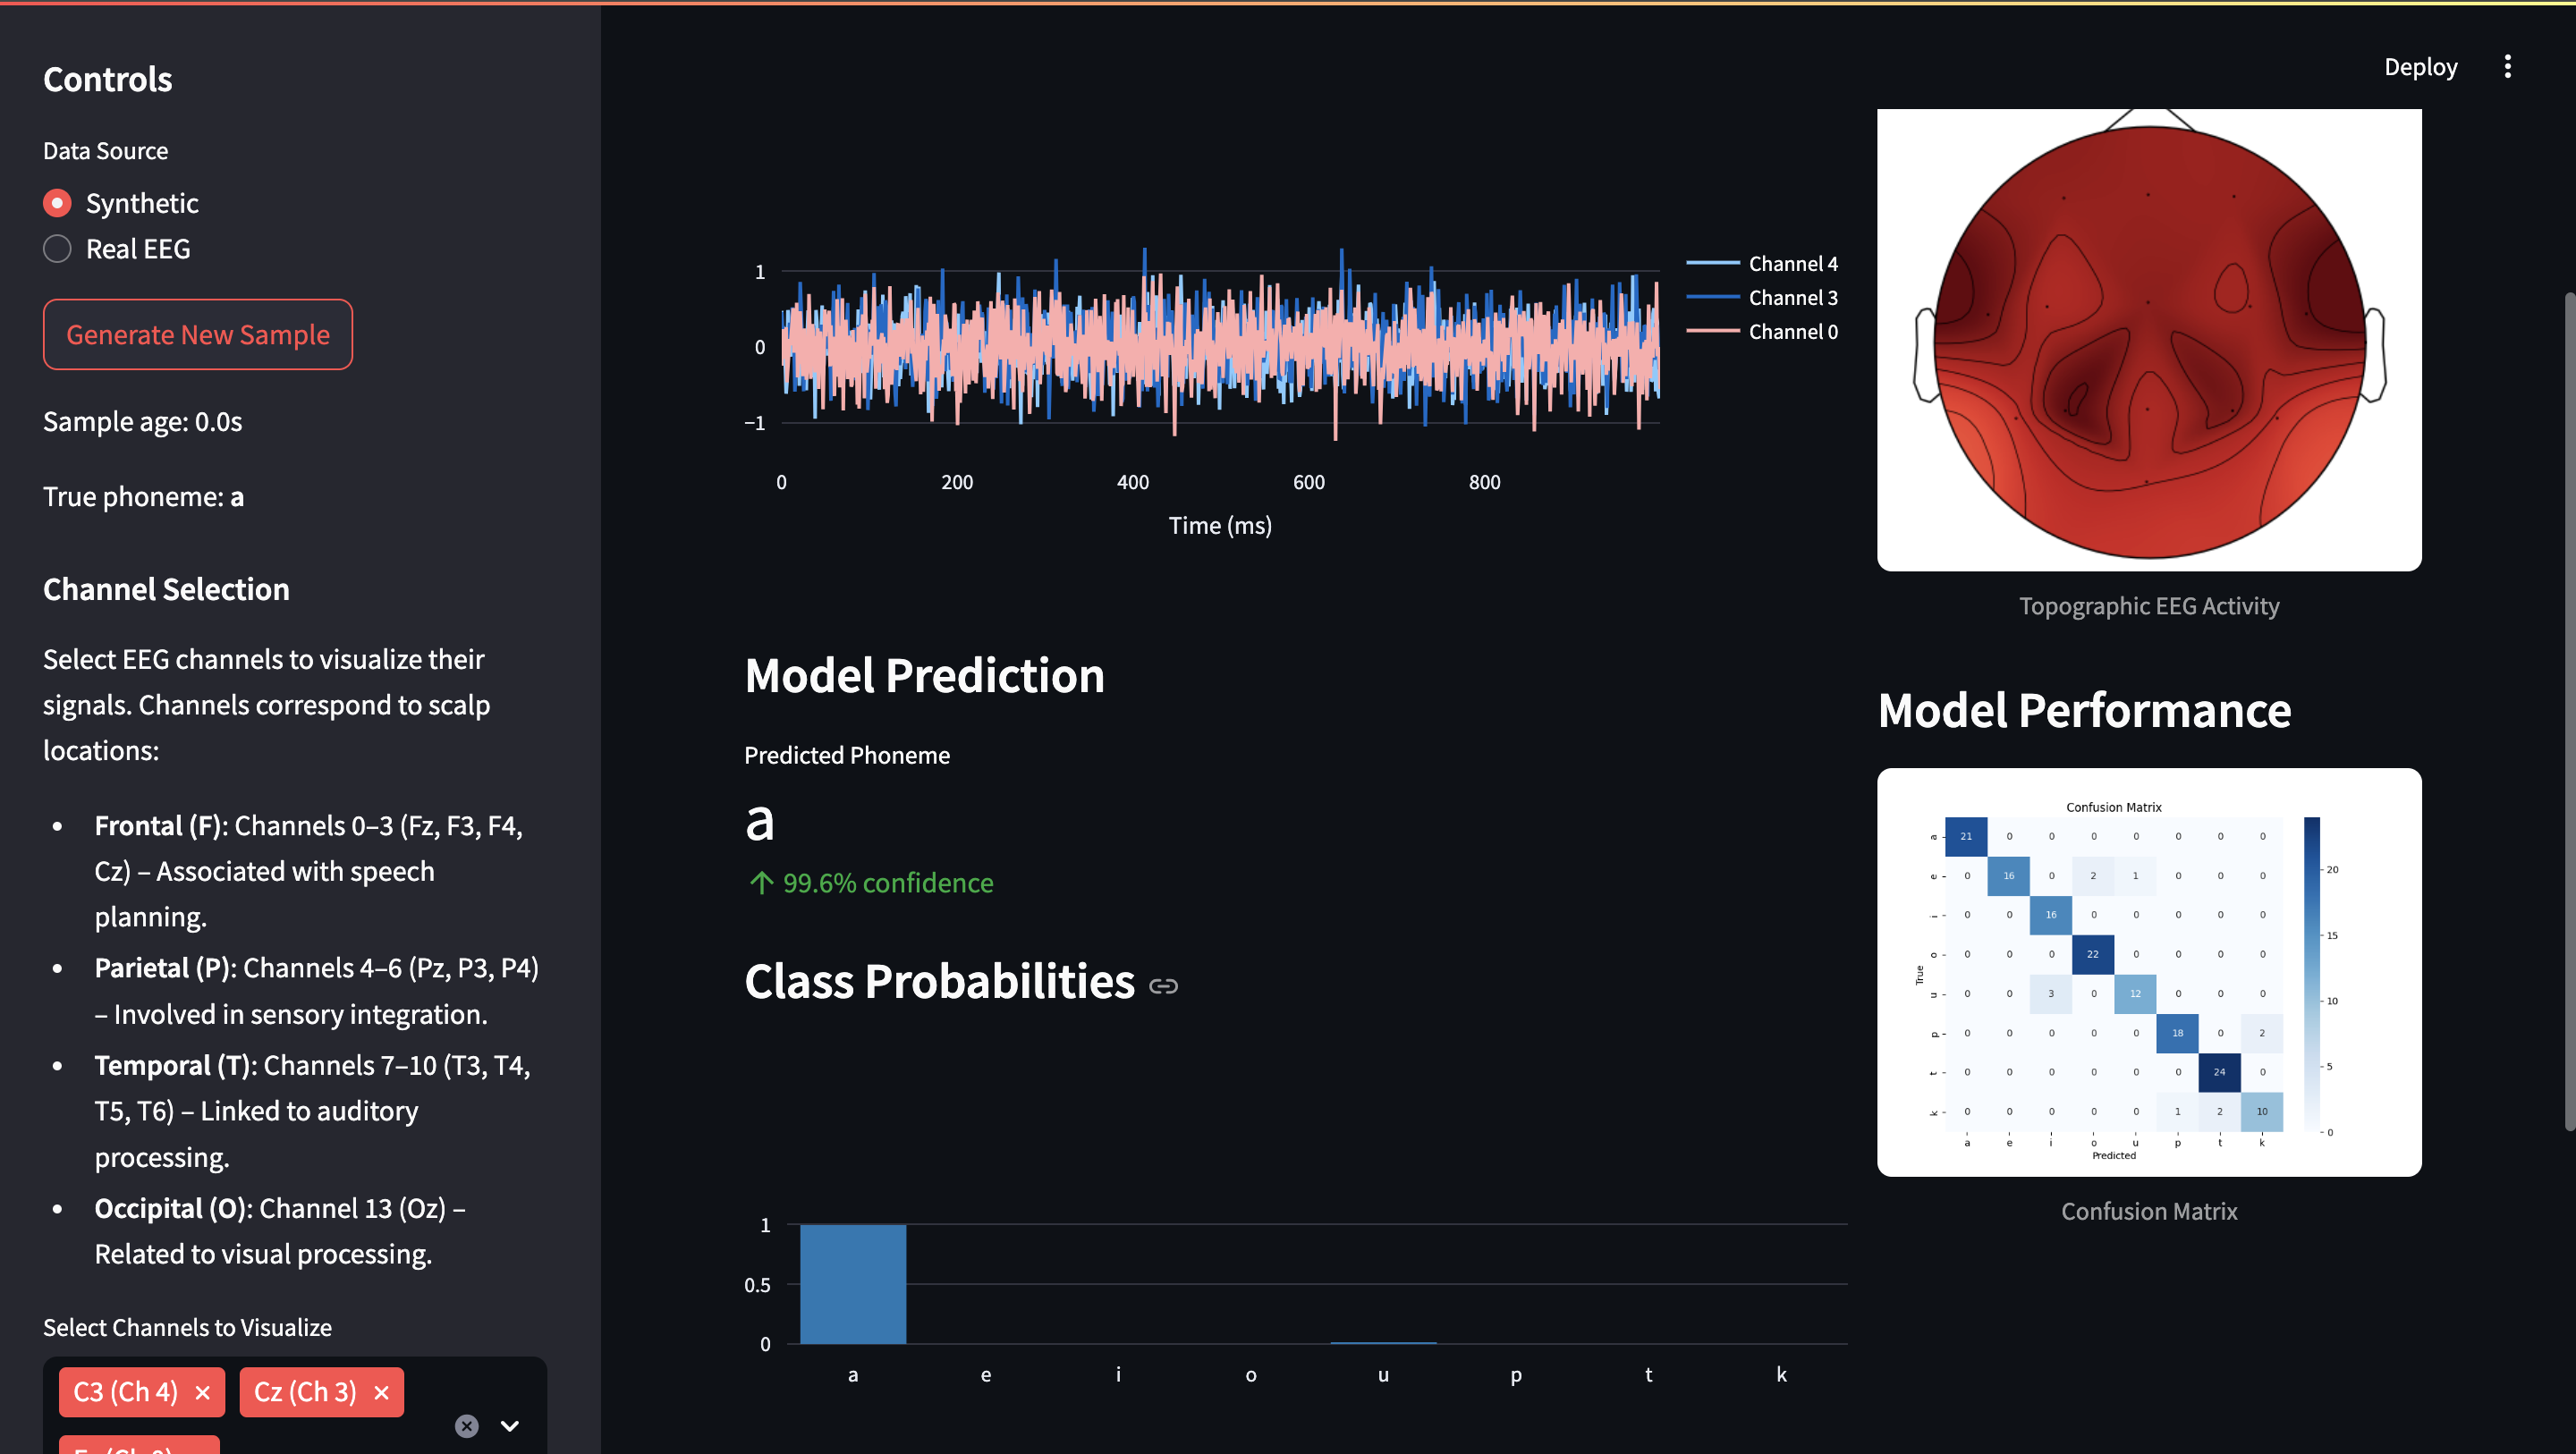 Controls
Data Source
Synthetic
Real EEG
Generate New Sample
Sample age: 0.0s
True phoneme: a
Channel Selection
Select EEG channels to visualize their
signals. Channels correspond to scalp
locations:
• Frontal (F): Channels 0–3 (Fz, F3, F4,
Cz) – Associated with speech
planning.
• Parietal (P): Channels 4–6 (Pz, P3, P4)
– Involved in sensory integration.
• Temporal (T): Channels 7–10 (T3, T4,
T5, T6) – Linked to auditory
processing.
• Occipital (O): Channel 13 (Oz) –
Related to visual processing.
Select Channels to Visualize
C3 (Ch 4) ×
Cz (Ch 3) ×
Deploy
1
0
−1
0 200 400 600 800
Time (ms)
Channel 4
Channel 3
Channel 0
Model Prediction
Predicted Phoneme
a
↑ 99.6% confidence
Class Probabilities
1
0.5
0
a e i o u p t k
Topographic EEG Activity
Model Performance
Confusion Matrix
True
a 21 0 0 0 0 0 0 0
e 0 16 0 2 1 0 0 0
i 0 0 16 0 0 0 0 0
o 0 0 0 22 0 0 0 0
u 0 0 3 0 12 0 0 0
p 0 0 0 0 0 18 0 2
t 0 0 0 0 0 0 24 0
k 0 0 0 0 0 1 2 10
a e i o u p t k
Predicted
20
15
10
5
0
Confusion Matrix